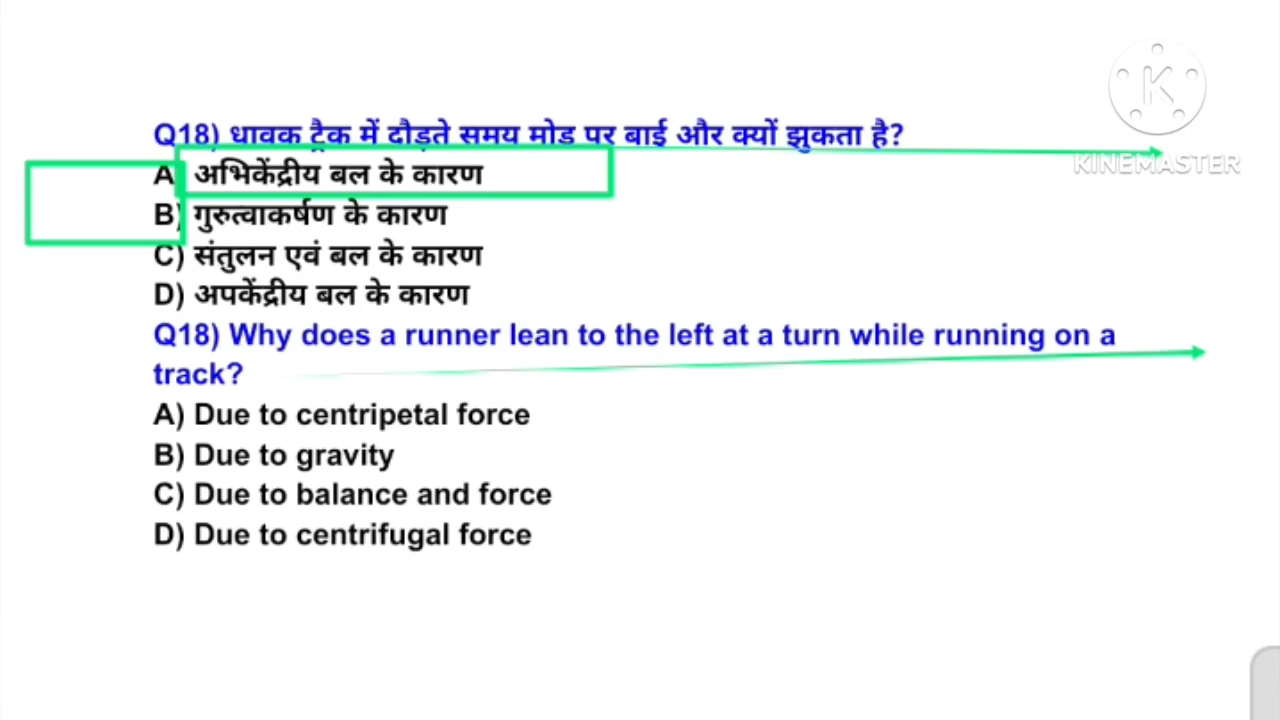 Q18) धावक ट्रैक में दौड़ते समय मोड़ पर बाई और क्यों झुकता है?
A) अभिकेंद्रीय बल के कारण
B) गुरुत्वाकर्षण के कारण
C) संतुलन एवं बल के कारण
D) अपकेंद्रीय बल के कारण
Q18) Why does a runner lean to the left at a turn while running on a
track?
A) Due to centripetal force
B) Due to gravity
C) Due to balance and force
D) Due to centrifugal force
K
KINEMASTER